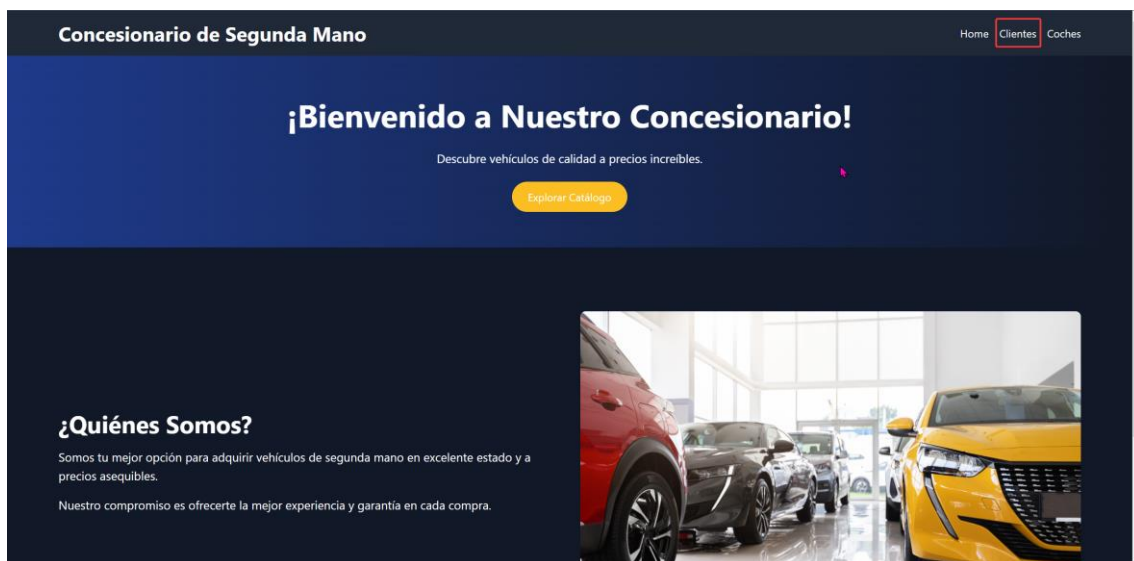 Concesionario de Segunda Mano
Home Clientes Coches
¡Bienvenido a Nuestro Concesionario!
Descubre vehículos de calidad a precios increíbles.
Explorar Catálogo
¿Quiénes Somos?
Somos tu mejor opción para adquirir vehículos de segunda mano en excelente estado y a
precios asequibles.
Nuestro compromiso es ofrecerte la mejor experiencia y garantía en cada compra.